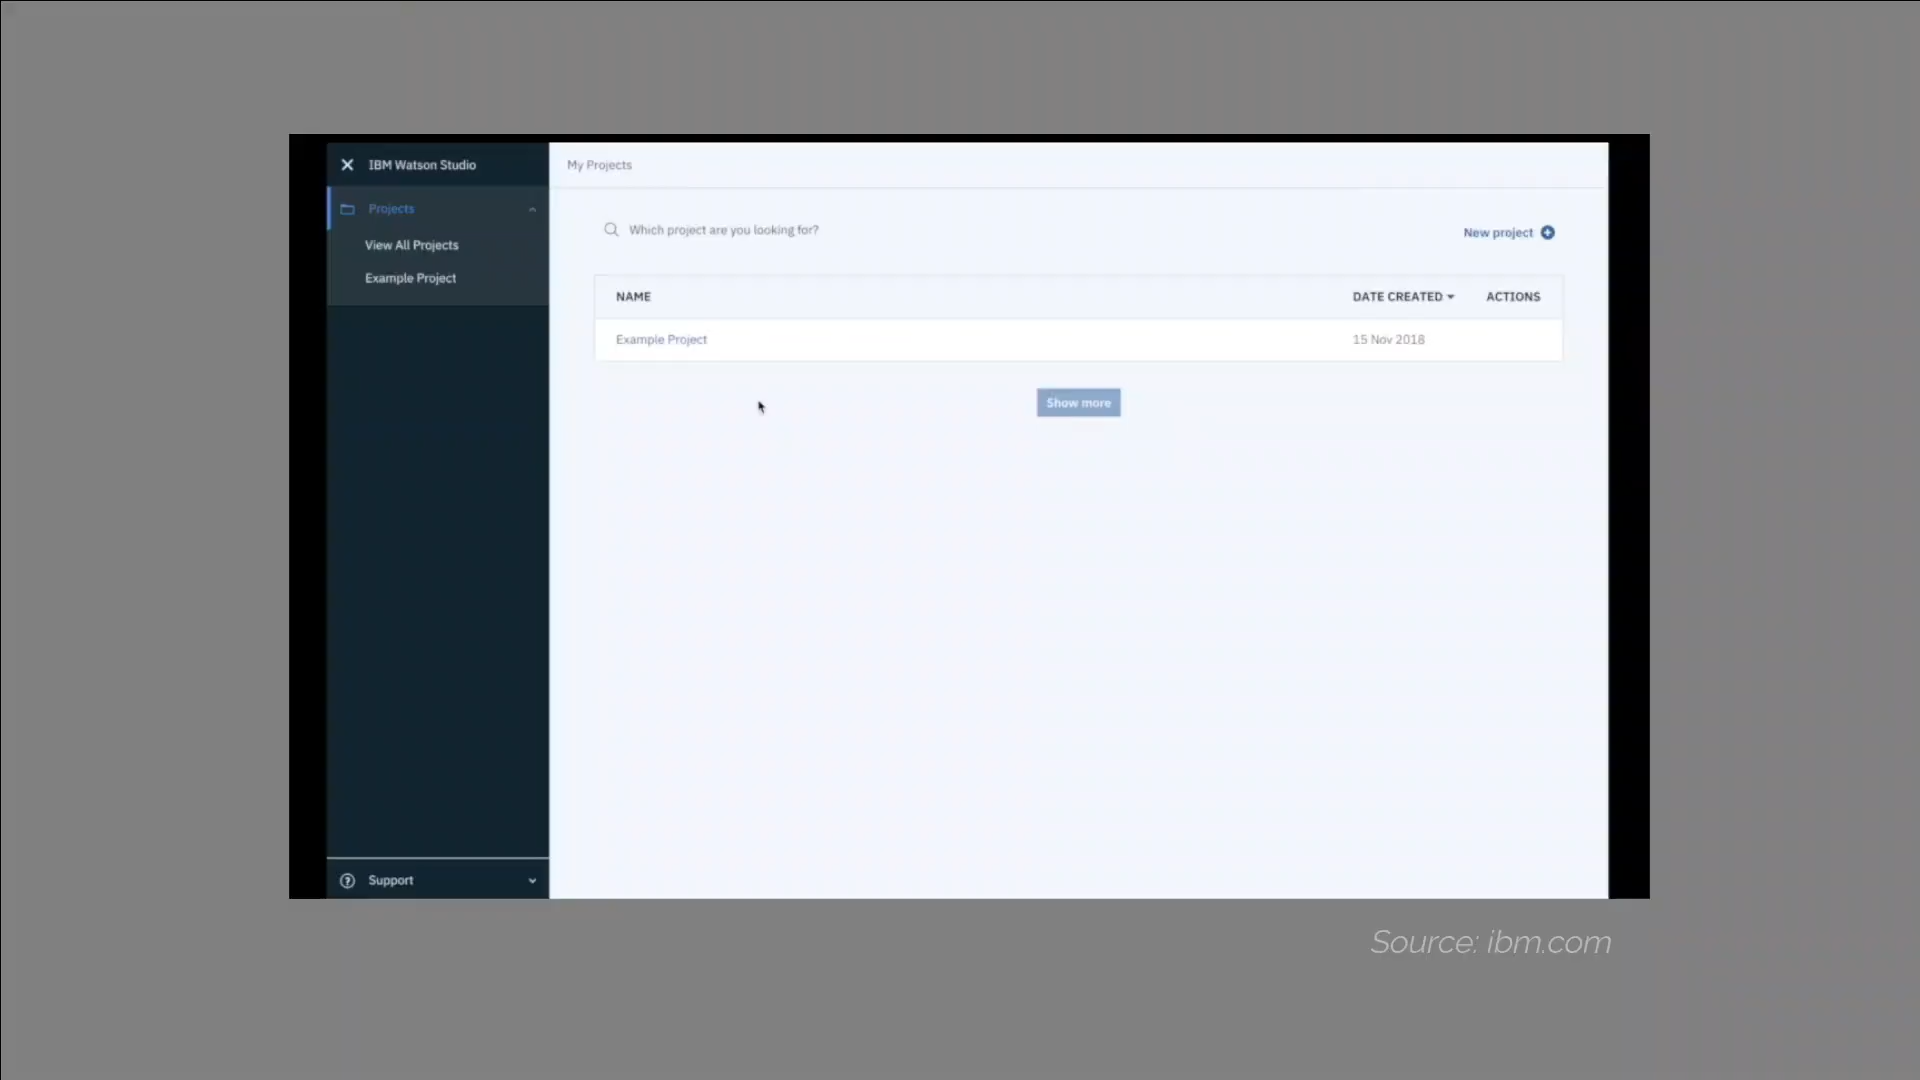 IBM Watson Studio
My Projects
Projects
View All Projects
Example Project
Which project are you looking for?
New project
NAME
DATE CREATED
ACTIONS
Example Project
15 Nov 2018
Show more
Support
Source: ibm.com